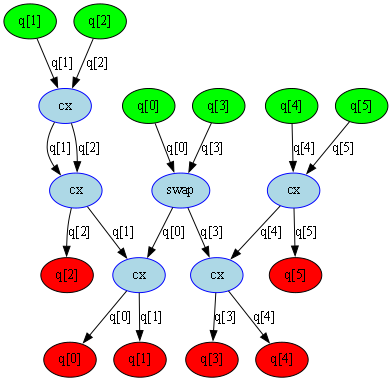 q[1] q[2]
q[1] q[2]
cx q[0] q[3] q[4] q[5]
q[1] q[2] q[0] q[3] q[4] q[5]
cx swap cx
q[2] q[1] q[0] q[3] q[4] q[5]
q[2] cx cx q[5]
q[0] q[1] q[3] q[4]
q[0] q[1] q[3] q[4]